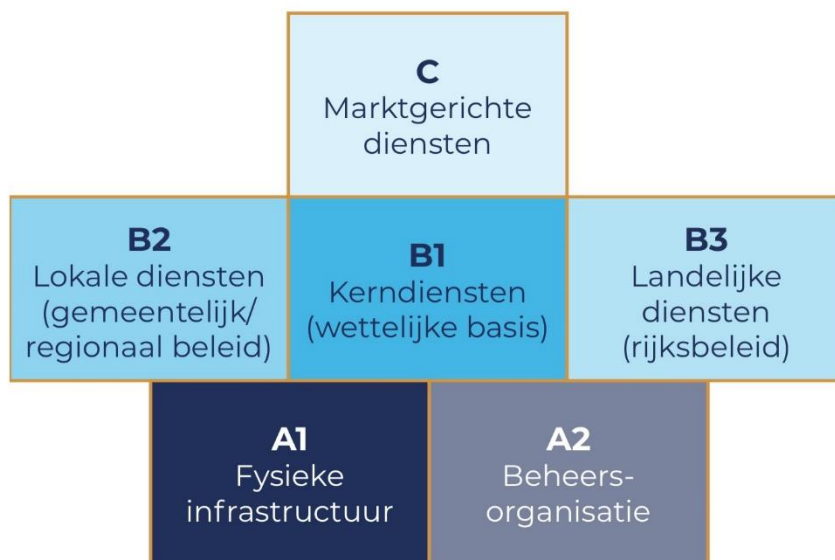 C
Marktgerichte
diensten
B2
Lokale diensten
(gemeentelijk/
regionaal beleid)
B1
Kerndiensten
(wettelijke basis)
B3
Landelijke
diensten
(rijksbeleid)
A1
Fysieke
infrastructuur
A2
Beheers-
organisatie